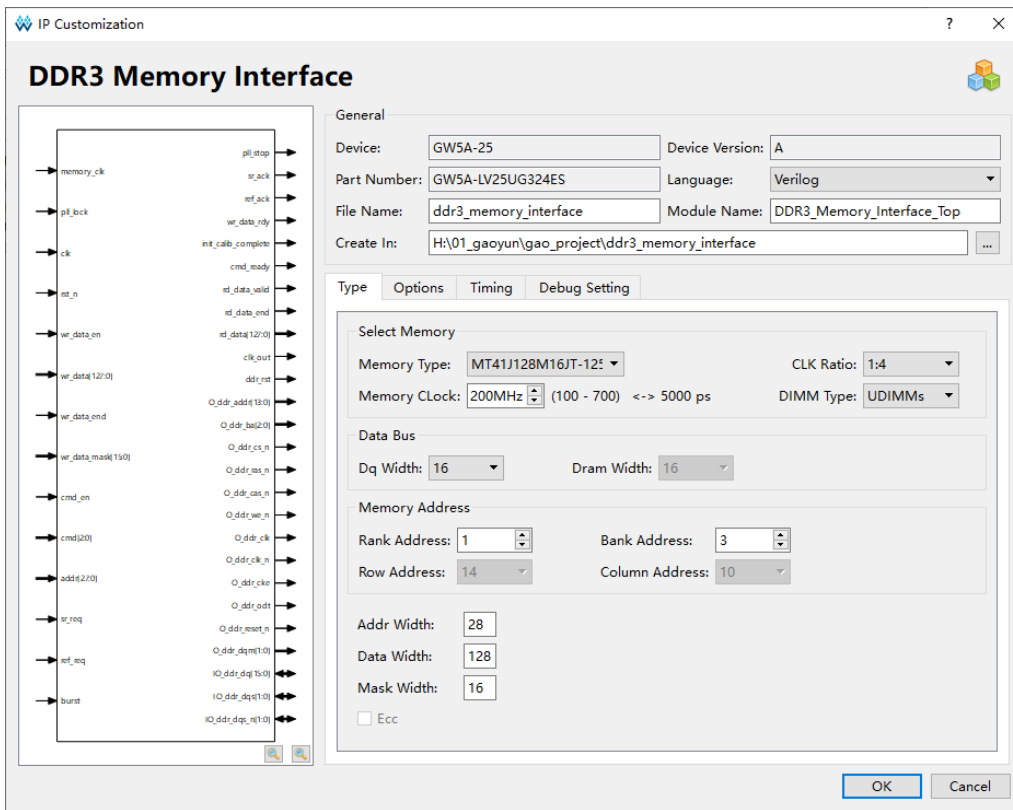 IP Customization ?
DDR3 Memory Interface
memory_clk
pll_lock
clk
rst_n
wr_data_en
wr_data(127:0)
wr_data_end
wr_data_mask(15:0)
cmd_en
cmd(2:0)
addr(27:0)
sr_req
ref_req
burst
pll_stop
sr_ack
ref_ack
wr_data_rdy
init_calib_complete
cmd_ready
rd_data_valid
rd_data_end
rd_data(127:0)
clk_out
ddr_rst
O_ddr_addr(13:0)
O_ddr_ba(2:0)
O_ddr_cs_n
O_ddr_ras_n
O_ddr_cas_n
O_ddr_we_n
O_ddr_clk
O_ddr_clk_n
O_ddr_cke
O_ddr_odt
O_ddr_reset_n
O_ddr_dqm(1:0)
IO_ddr_dq(15:0)
IO_ddr_dqs(1:0)
IO_ddr_dqs_n(1:0)
General
Device: GW5A-25 Device Version: A
Part Number: GW5A-LV25UG324ES Language: Verilog
File Name: ddr3_memory_interface Module Name: DDR3_Memory_Interface_Top
Create In: H:\01_gaoyun\gao_project\ddr3_memory_interface ...
Type Options Timing Debug Setting
Select Memory
Memory Type: MT41J128M16JT-125 CLK Ratio: 1:4
Memory CLock: 200MHz (100 - 700) <-> 5000 ps DIMM Type: UDIMMs
Data Bus
Dq Width: 16 Dram Width: 16
Memory Address
Rank Address: 1 Bank Address: 3
Row Address: 14 Column Address: 10
Addr Width: 28
Data Width: 128
Mask Width: 16
Ecc
OK Cancel